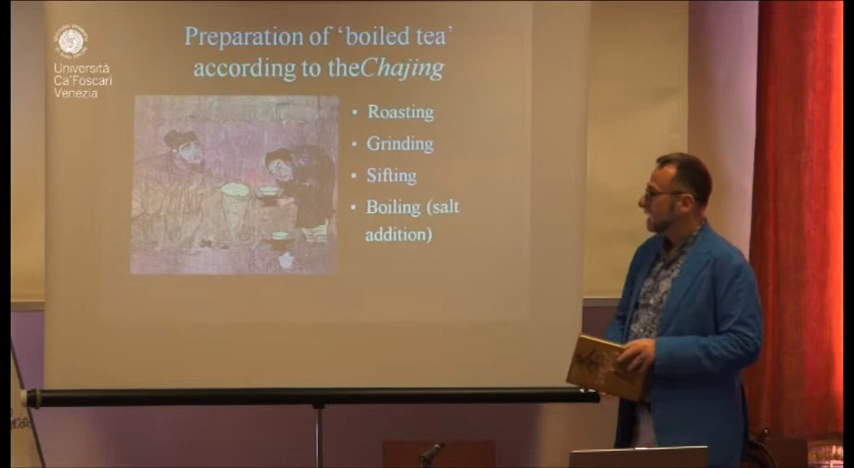 Università
Ca'Foscari
Venezia
Preparation of 'boiled tea'
according to theChajing
• Roasting
• Grinding
• Sifting
• Boiling (salt
addition)